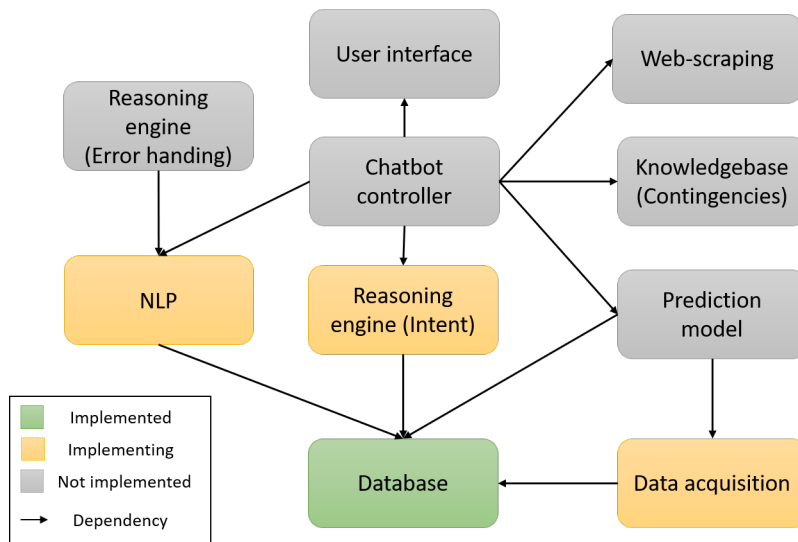 User interface
Web-scraping
Reasoning
engine
(Error handing)
Chatbot
controller
Knowledgebase
(Contingencies)
NLP
Reasoning
engine (Intent)
Prediction
model
Implemented
Implementing
Not implemented
Dependency
Database
Data acquisition